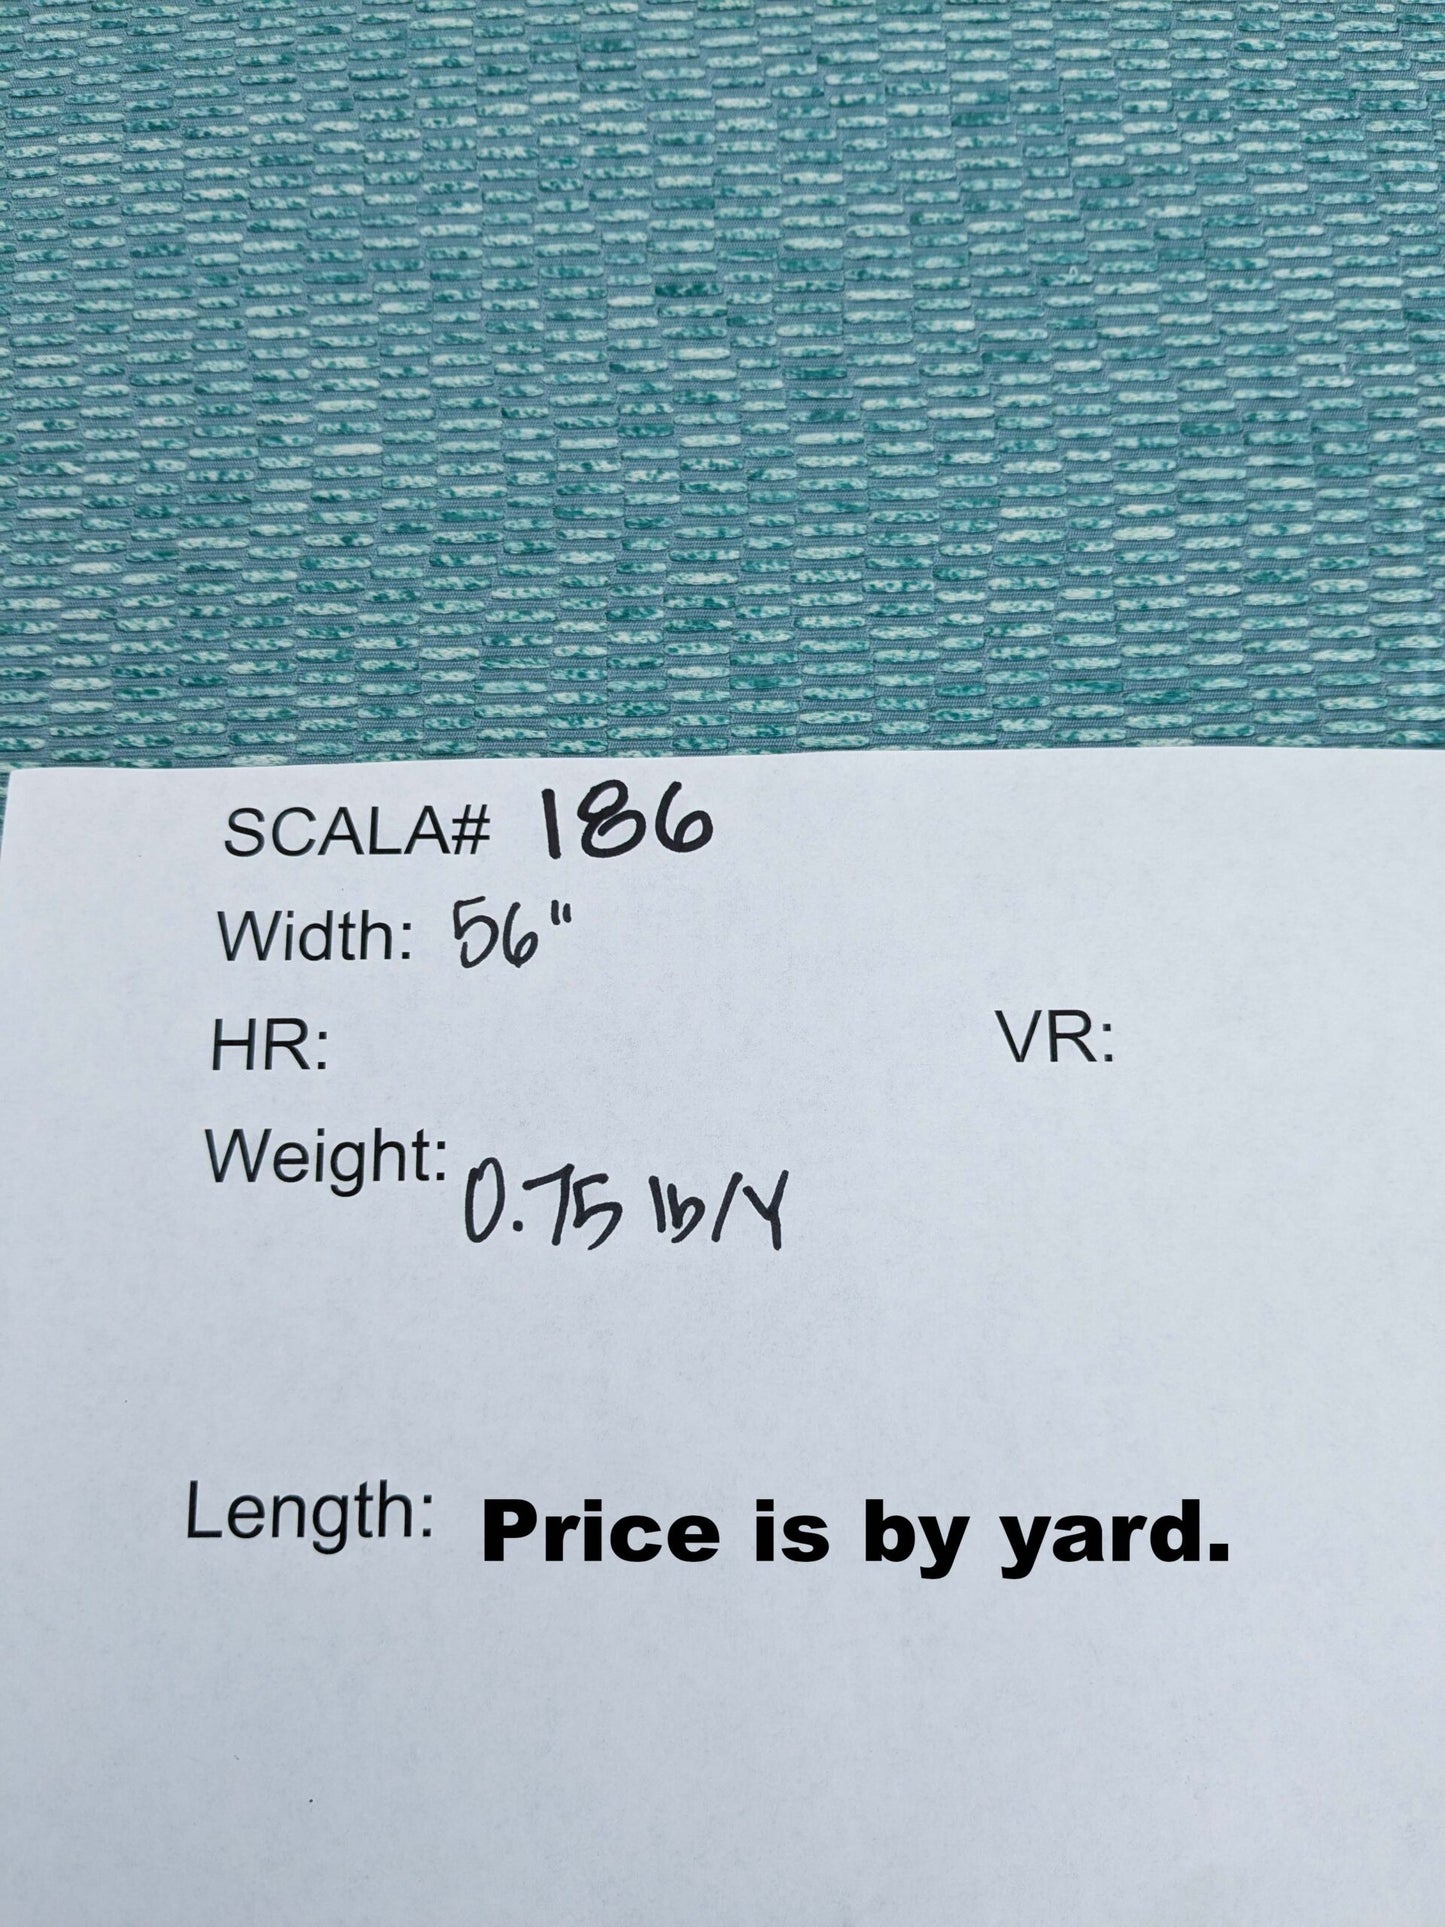 SCALA# 186
Width: 56"
HR: VR:
Weight: 0.75 lb/Y
Length: Price is by yard.